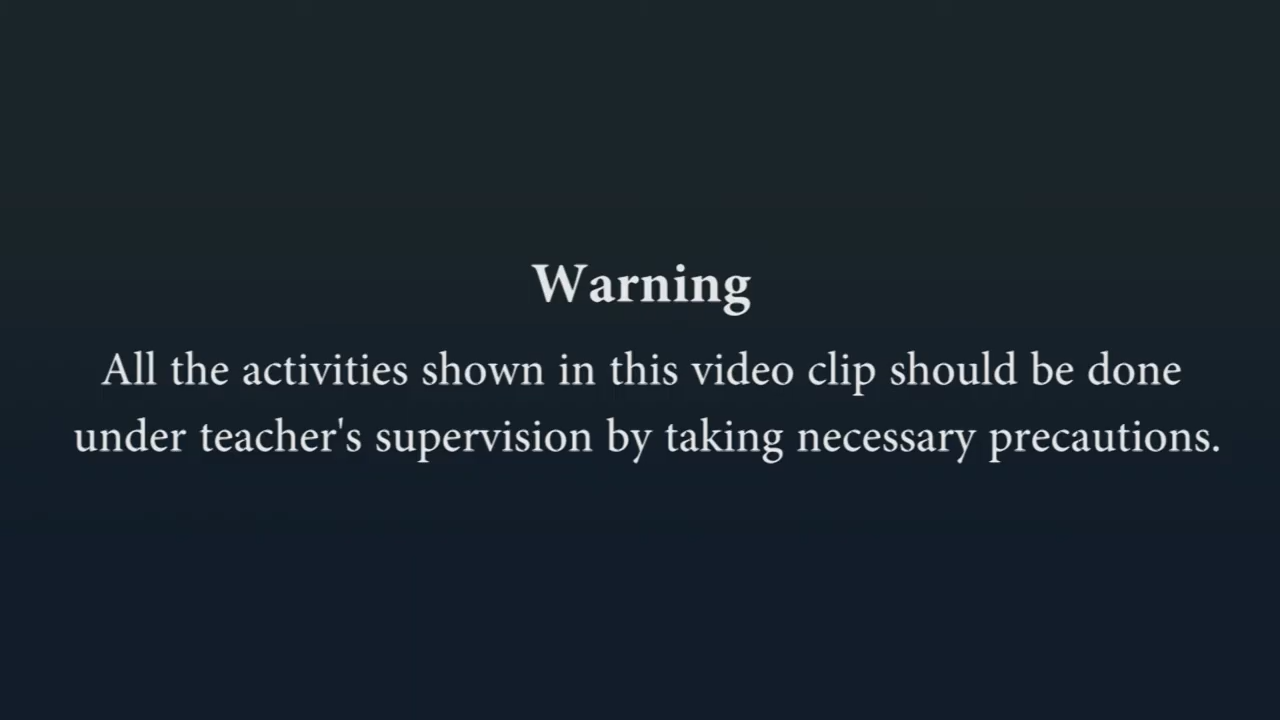 Warning
All the activities shown in this video clip should be done
under teacher's supervision by taking necessary precautions.